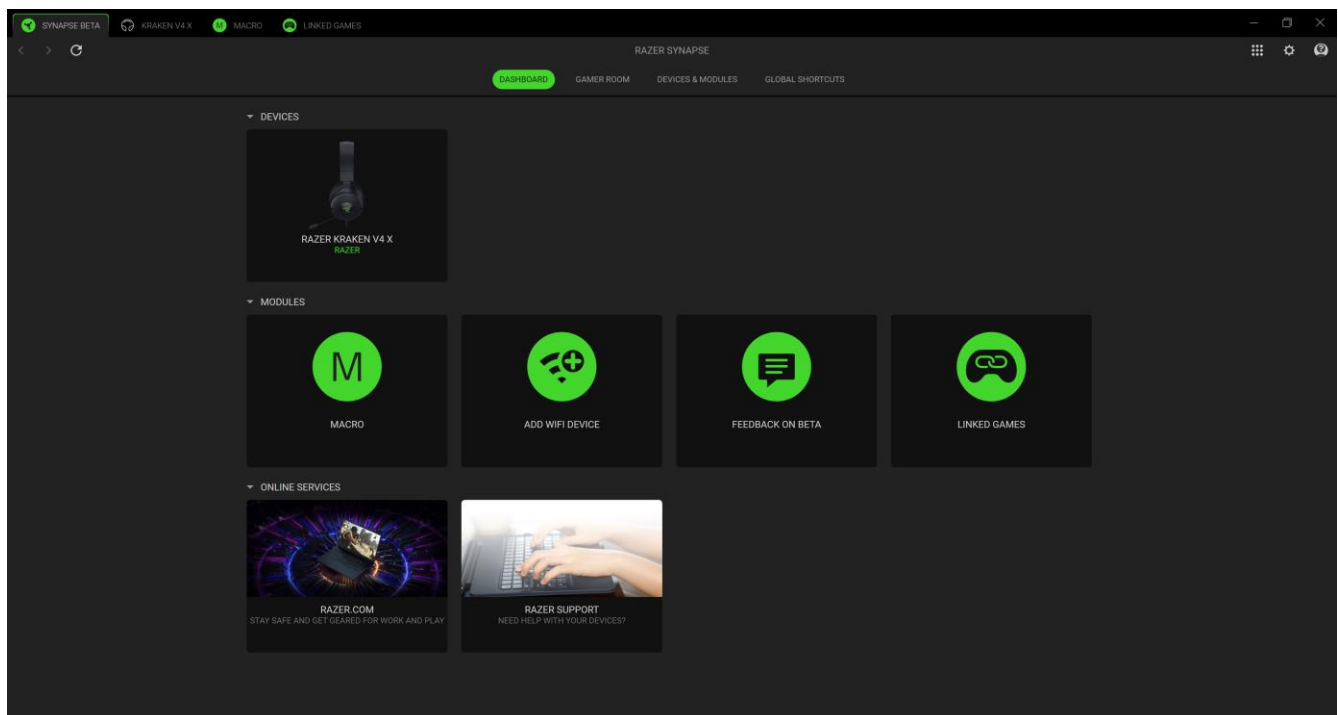 SYNAPSE BETA
KRAKEN V4 X
M
MACRO
LINKED GAMES
RAZER SYNAPSE
DASHBOARD
GAMER ROOM
DEVICES & MODULES
GLOBAL SHORTCUTS
DEVICES
RAZER KRAKEN V4 X
RAZER
MODULES
M
MACRO
ADD WIFI DEVICE
FEEDBACK ON BETA
LINKED GAMES
ONLINE SERVICES
RAZER.COM
STAY SAFE AND GET GEARED FOR WORK AND PLAY
RAZER SUPPORT
NEED HELP WITH YOUR DEVICES?